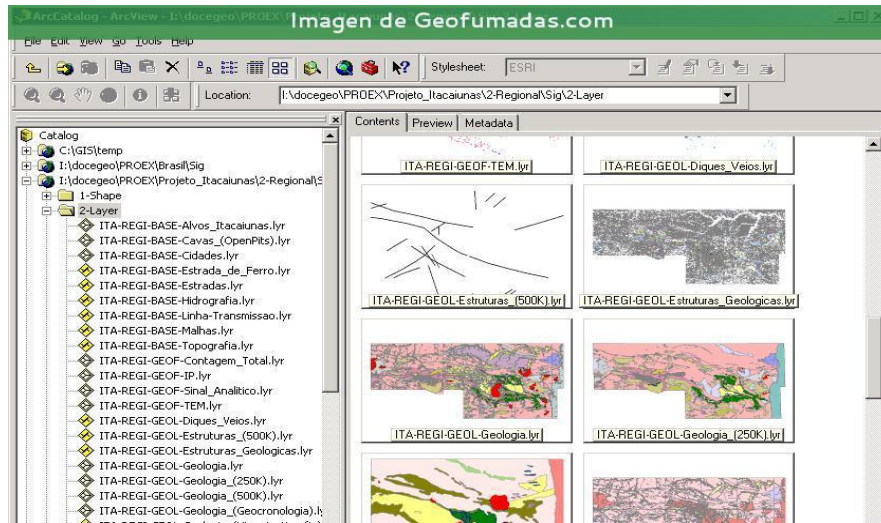 ArcCatalog - ArcView - I:\docegeo\PROEX\
Imagen de Geofumadas.com
File Edit View Go Tools Help
Stylesheet: ESRI
Location: I:\docegeo\PROEX\Projeto_Itacaiunas\2-Regional\Sig\2-Layer
Contents Preview Metadata
Catalog
C:\GIS\temp
I:\docegeo\PROEX\Brasil\Sig
I:\docegeo\PROEX\Projeto_Itacaiunas\2-Regional\S
1-Shape
2-Layer
ITA-REGI-BASE-Alvos_Itacaiunas.lyr
ITA-REGI-BASE-Cavas_(OpenPits).lyr
ITA-REGI-BASE-Cidades.lyr
ITA-REGI-BASE-Estrada_de_Ferro.lyr
ITA-REGI-BASE-Estradas.lyr
ITA-REGI-BASE-Hidrografia.lyr
ITA-REGI-BASE-Linha-Transmissao.lyr
ITA-REGI-BASE-Malhas.lyr
ITA-REGI-BASE-Topografia.lyr
ITA-REGI-GEOF-Contagem_Total.lyr
ITA-REGI-GEOF-IP.lyr
ITA-REGI-GEOF-Sinal_Analitico.lyr
ITA-REGI-GEOF-TEM.lyr
ITA-REGI-GEOL-Diques_Veios.lyr
ITA-REGI-GEOL-Estruturas_(500K).lyr
ITA-REGI-GEOL-Estruturas_Geologicas.lyr
ITA-REGI-GEOL-Geologia.lyr
ITA-REGI-GEOL-Geologia_(250K).lyr
ITA-REGI-GEOL-Geologia_(500K).lyr
ITA-REGI-GEOL-Geologia_(Geocronologia).ly
ITA-REGI-GEOF-TEM.lyr
ITA-REGI-GEOL-Diques_Veios.lyr
ITA-REGI-GEOL-Estruturas_(500K).lyr
ITA-REGI-GEOL-Estruturas_Geologicas.lyr
ITA-REGI-GEOL-Geologia.lyr
ITA-REGI-GEOL-Geologia_(250K).lyr